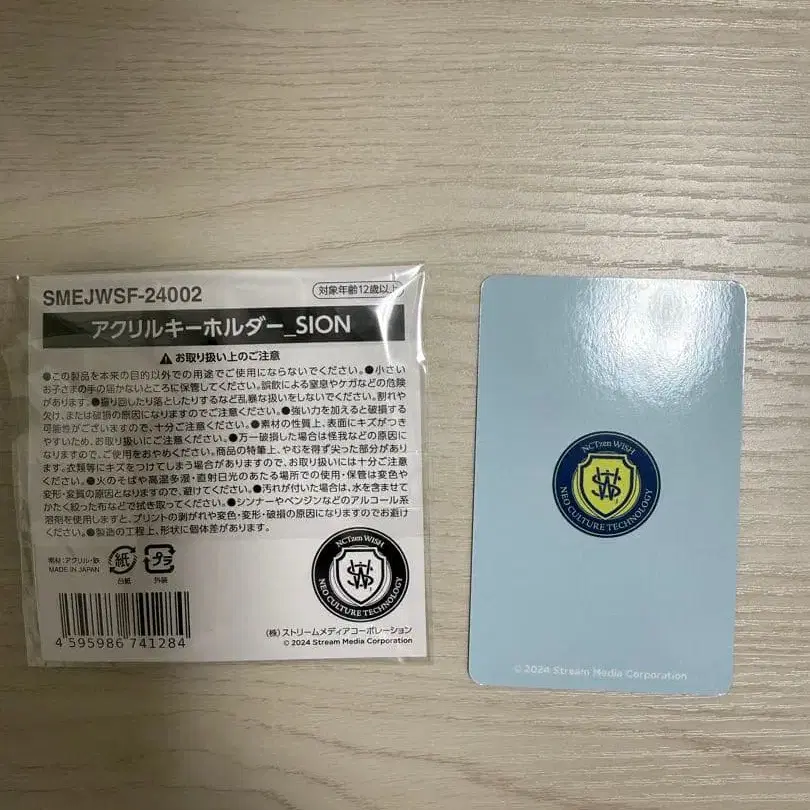 SMEJWSF-24002
対象年齢12歳以上
アクリルキーホルダー_SION
⚠お取り扱い上のご注意
●この製品を本来の目的以外での用途でご使用にならないでください。●小さい
お子さまの手の届かないところに保管してください。誤飲による窒息やケガなどの危険
があります。●振り回したり落としたりするなど乱暴な扱いをしないでください。割れや
欠け、または破損の原因になりますのでご注意ください。●強い力を加えると破損する
可能性がございますので、十分ご注意ください。●素材の性質上、表面にキズがつき
やすいため、お取り扱いにご注意ください。●万一破損した場合は怪我などの原因に
なりますので、ご使用をおやめください。商品の特筆上、やむを得ず尖った部分があり
ます。衣類等にキズをつけてしまう場合がありますので、お取り扱いには十分ご注意
ください。●火のそばや高温多湿・直射日光のあたる場所での使用・保管は変色や
変形・変質の原因となりますので、避けてください。●汚れが付いた場合は、水を含ませて
かたく絞った布などで拭き取ってください。●シンナーやベンジンなどのアルコール系
溶剤を使用しますと、プリントの剥がれや変色・変形・破損の原因になりますのでお避け
ください。●製造の工程上、形状に個体差があります。
素材：アクリル・鉄
MADE IN JAPAN
紙
台紙
プラ
外装
NCTzen WISH
NEO CULTURE TECHNOLOGY
4 595986 741284
(株)ストリームメディアコーポレーション
© 2024 Stream Media Corporation
NCTzen WISH
NEO CULTURE TECHNOLOGY
© 2024 Stream Media Corporation